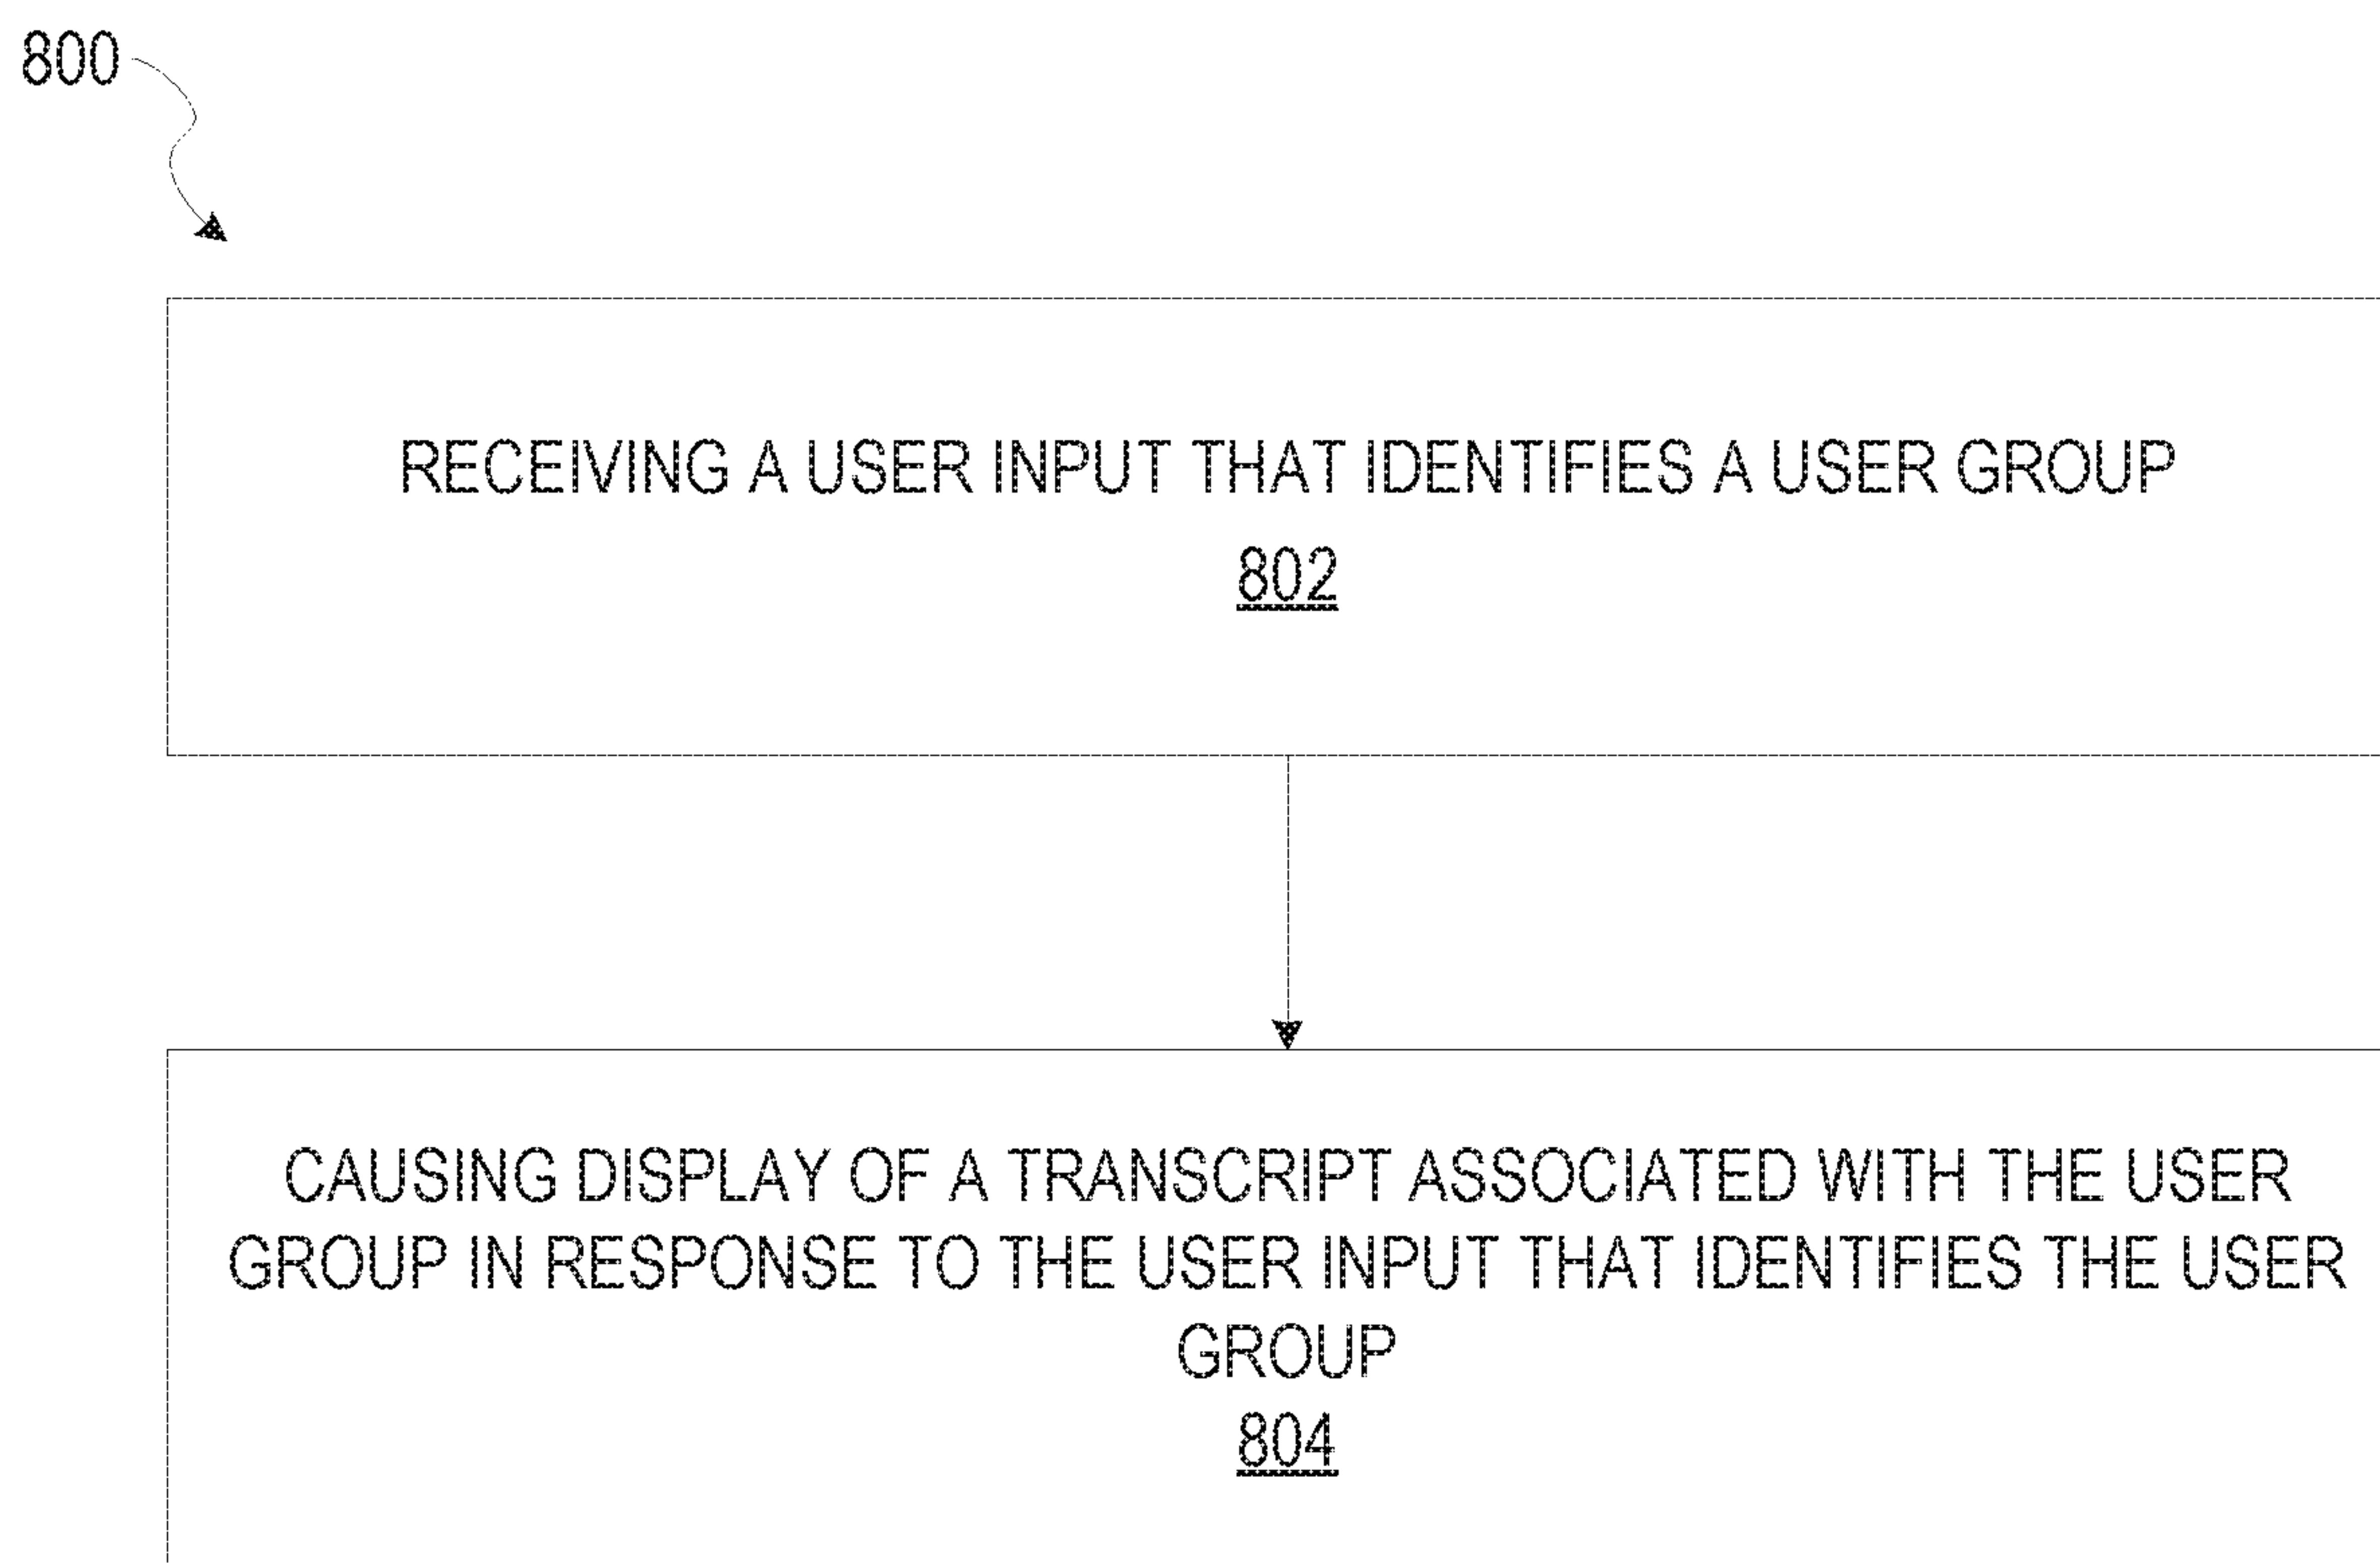 800
RECEIVING A USER INPUT THAT IDENTIFIES A USER GROUP
802
CAUSING DISPLAY OF A TRANSCRIPT ASSOCIATED WITH THE USER
GROUP IN RESPONSE TO THE USER INPUT THAT IDENTIFIES THE USER
GROUP
804